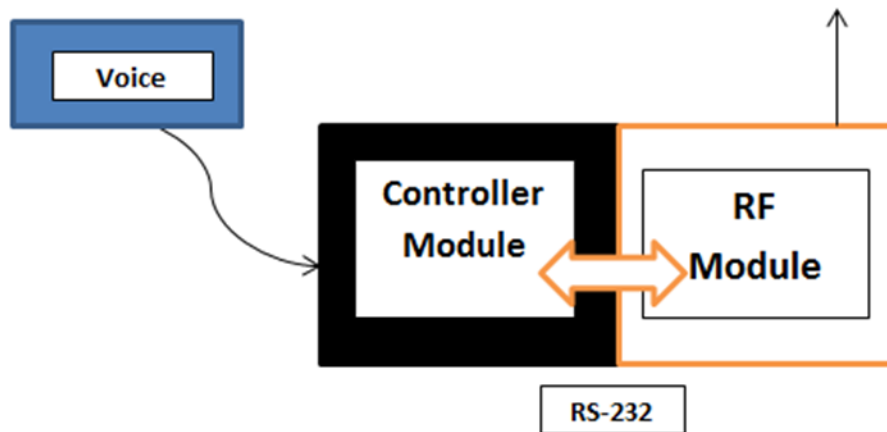 Voice
Controller
Module
RF
Module
RS-232